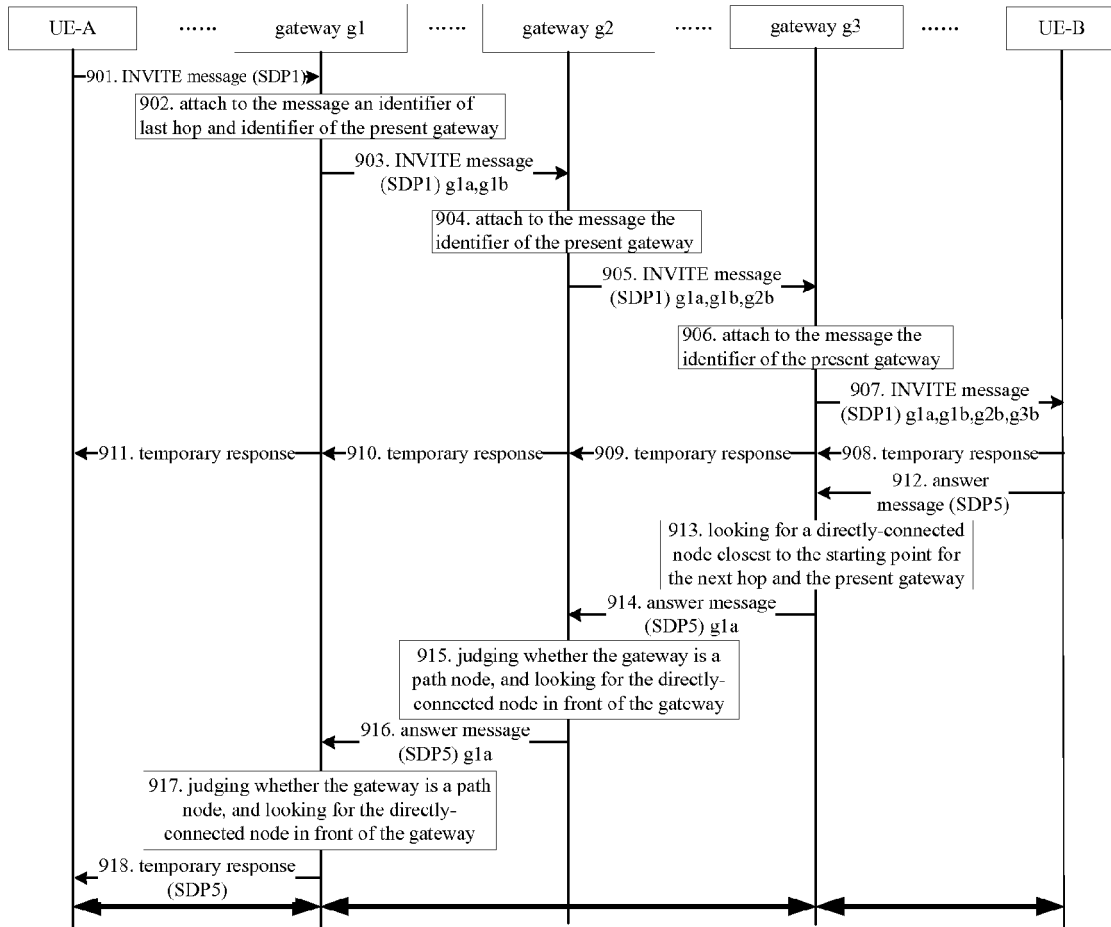 UE-A ...... gateway g1 ...... gateway g2 ...... gateway g3 ...... UE-B
901. INVITE message (SDP1)
902. attach to the message an identifier of
last hop and identifier of the present gateway
903. INVITE message
(SDP1) g1a,g1b
904. attach to the message the
identifier of the present gateway
905. INVITE message
(SDP1) g1a,g1b,g2b
906. attach to the message the
identifier of the present gateway
907. INVITE message
(SDP1) g1a,g1b,g2b,g3b
911. temporary response 910. temporary response 909. temporary response 908. temporary response
912. answer
message (SDP5)
913. looking for a directly-connected
node closest to the starting point for
the next hop and the present gateway
914. answer message
(SDP5) g1a
915. judging whether the gateway is a
path node, and looking for the directly-
connected node in front of the gateway
916. answer message
(SDP5) g1a
917. judging whether the gateway is a path
node, and looking for the directly-
connected node in front of the gateway
918. temporary response
(SDP5)